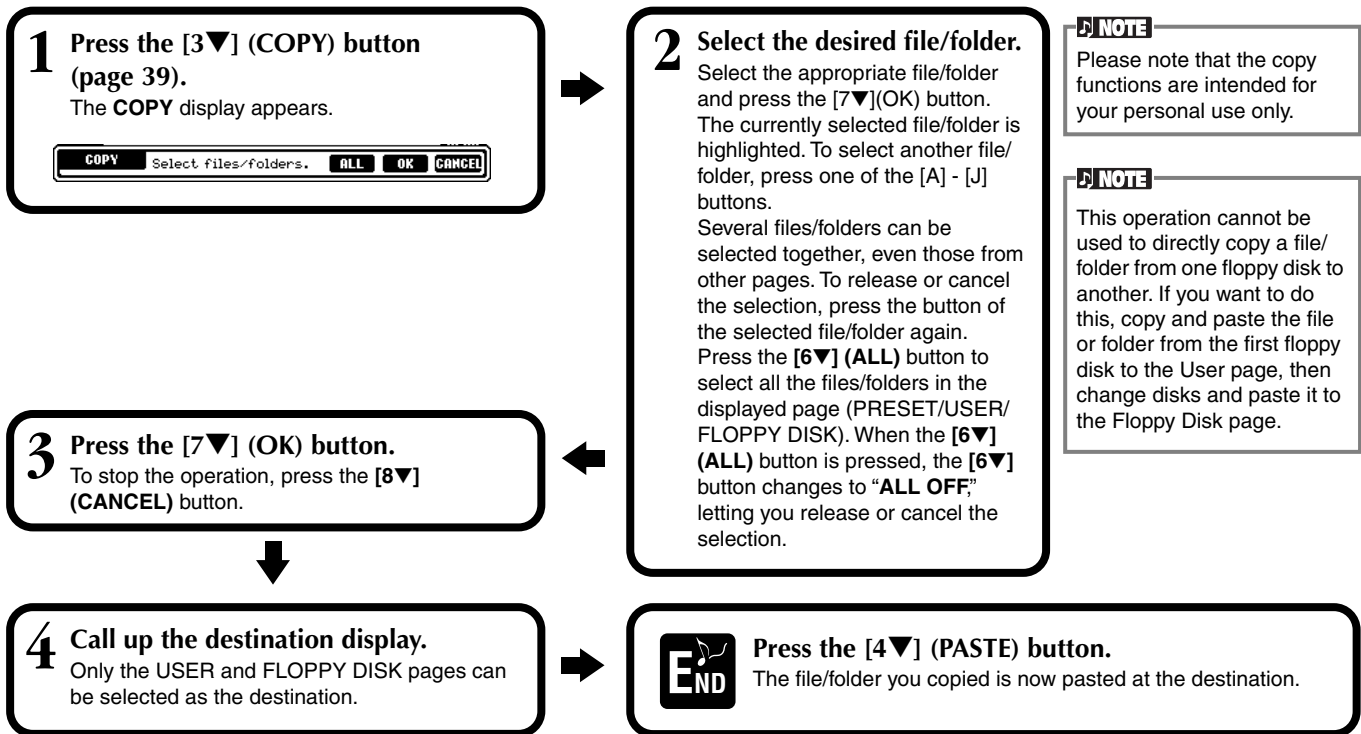 1 Press the [3▼] (COPY) button
(page 39).
The COPY display appears.
COPY Select files/folders. ALL OK CANCEL
2 Select the desired file/folder.
Select the appropriate file/folder
and press the [7▼](OK) button.
The currently selected file/folder is
highlighted. To select another file/
folder, press one of the [A] - [J]
buttons.
Several files/folders can be
selected together, even those from
other pages. To release or cancel
the selection, press the button of
the selected file/folder again.
Press the [6▼] (ALL) button to
select all the files/folders in the
displayed page (PRESET/USER/
FLOPPY DISK). When the [6▼]
(ALL) button is pressed, the [6▼]
button changes to “ALL OFF,”
letting you release or cancel the
selection.
NOTE
Please note that the copy
functions are intended for
your personal use only.
NOTE
This operation cannot be
used to directly copy a file/
folder from one floppy disk to
another. If you want to do
this, copy and paste the file
or folder from the first floppy
disk to the User page, then
change disks and paste it to
the Floppy Disk page.
3 Press the [7▼] (OK) button.
To stop the operation, press the [8▼]
(CANCEL) button.
4 Call up the destination display.
Only the USER and FLOPPY DISK pages can
be selected as the destination.
END
Press the [4▼] (PASTE) button.
The file/folder you copied is now pasted at the destination.